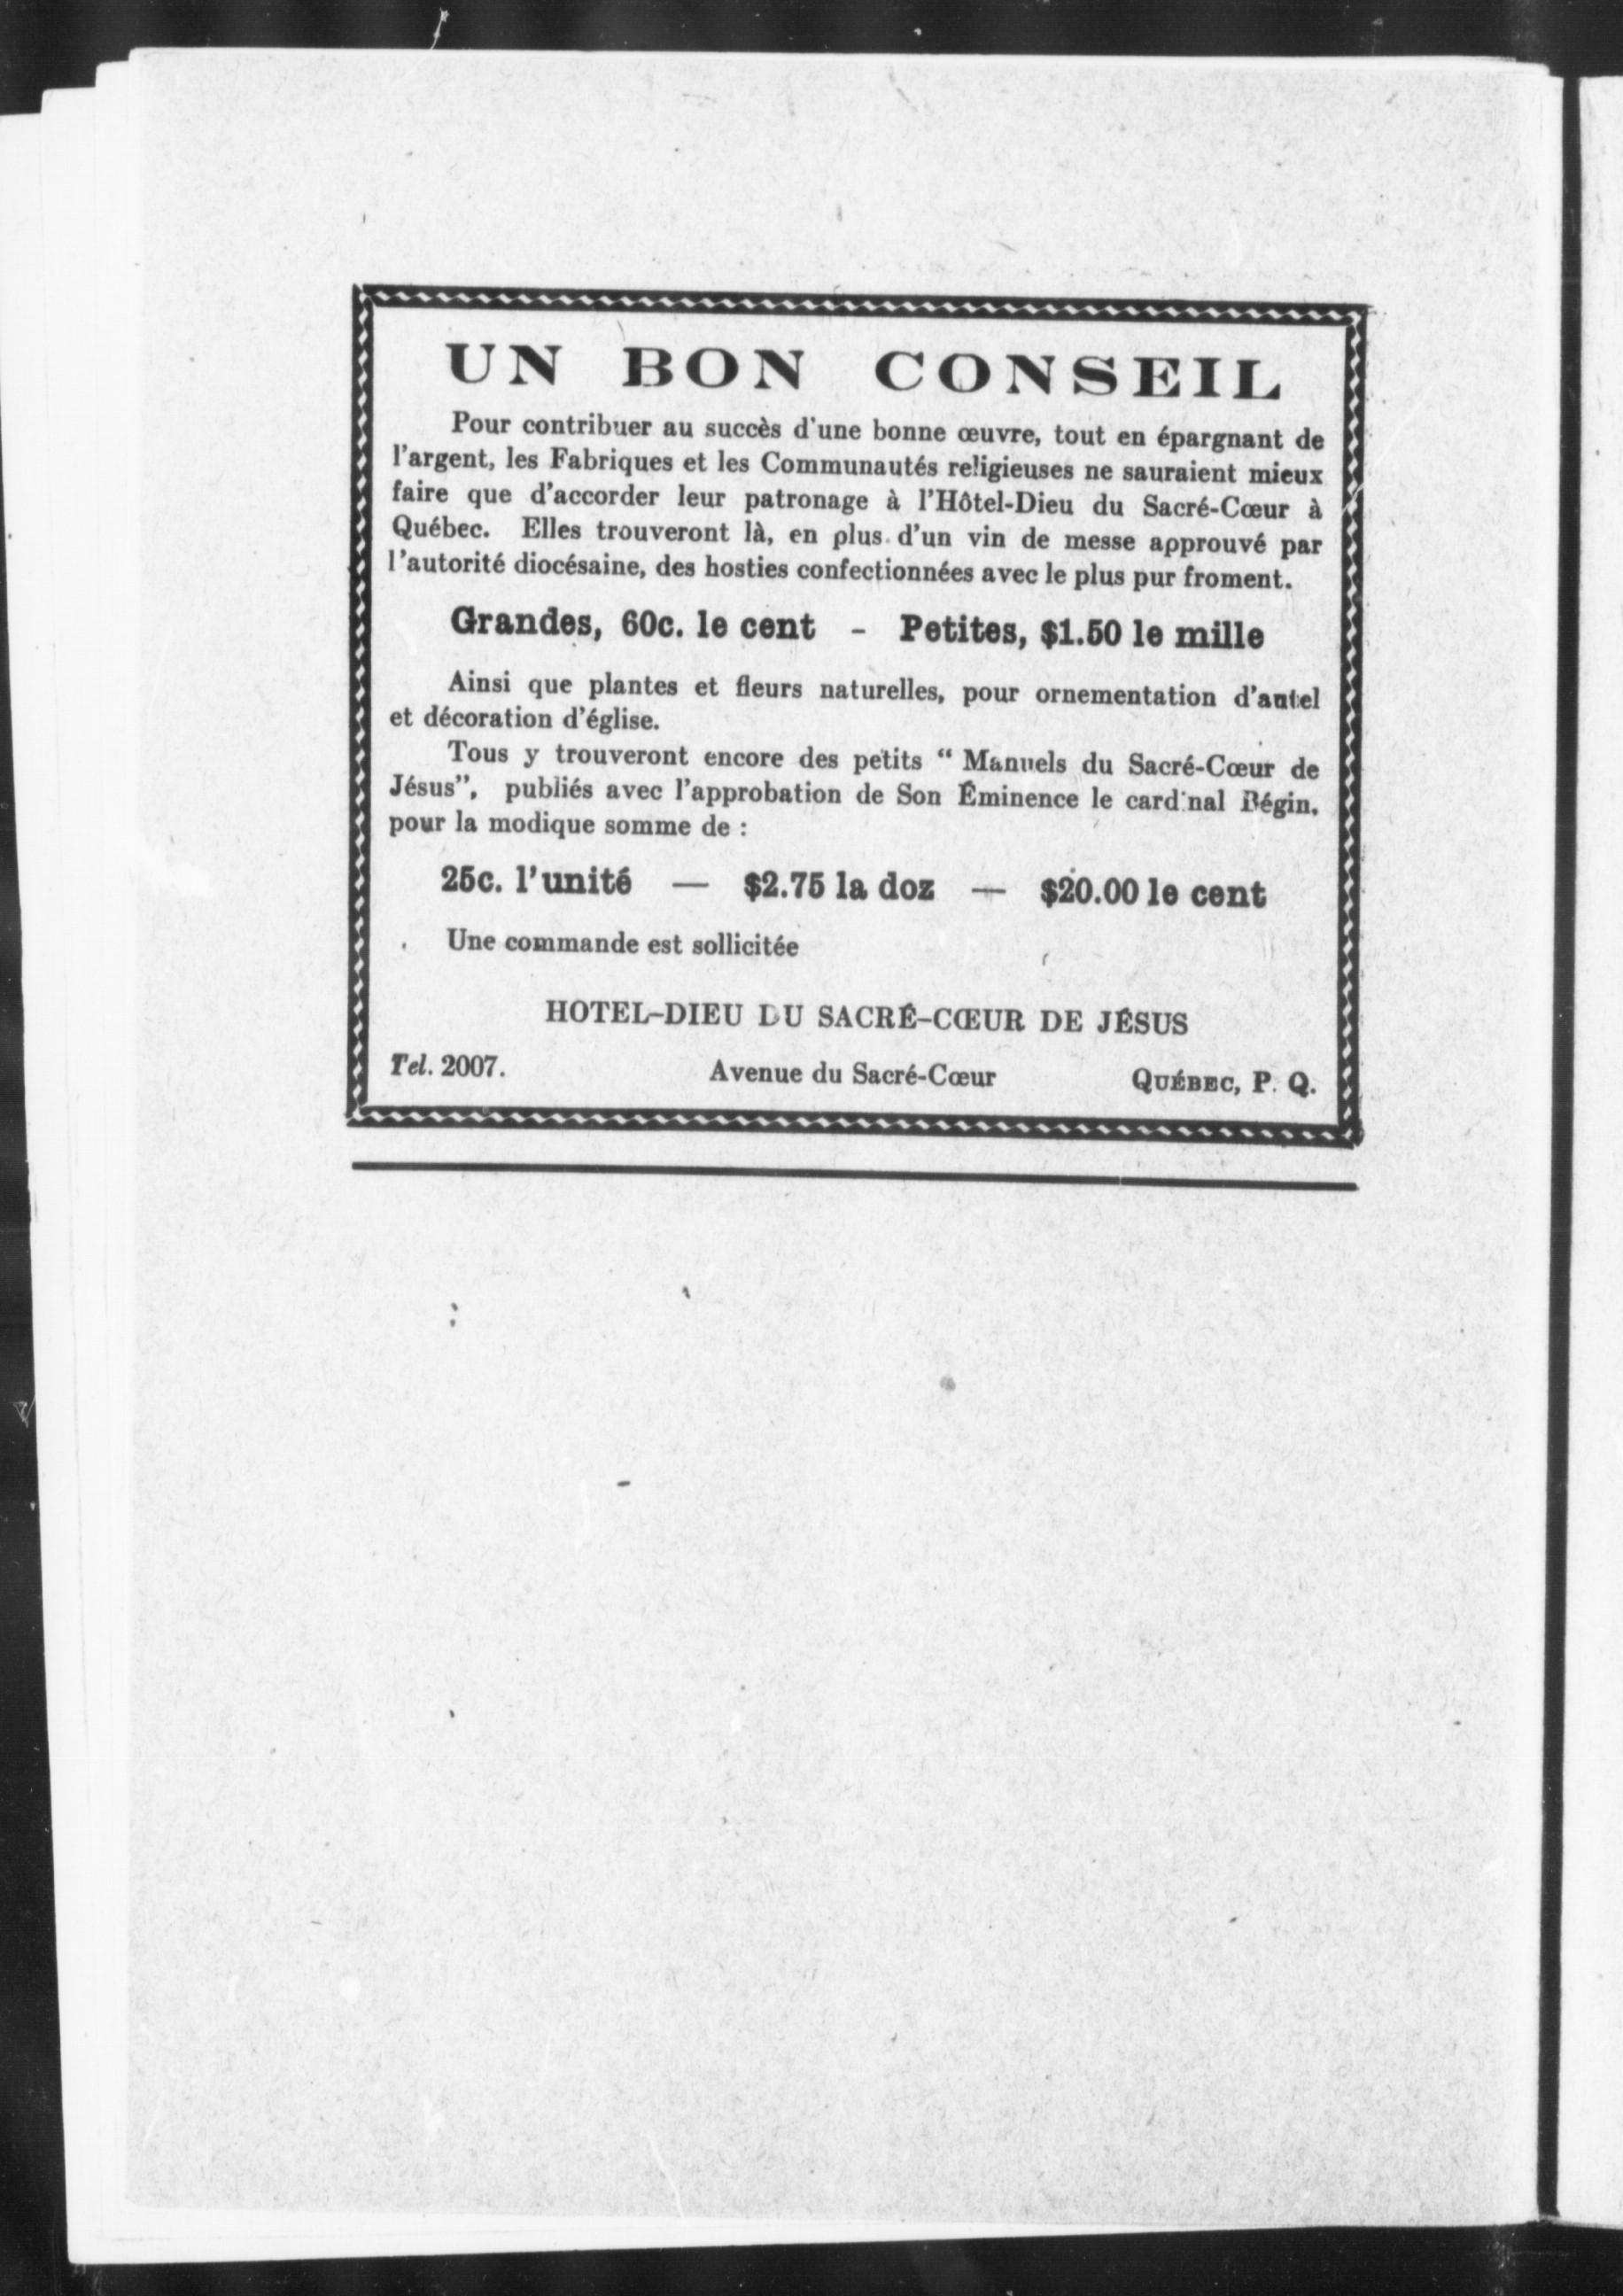 UN BON CONSEIL
Pour contribuer au succès d'une bonne œuvre, tout en épargnant de
l'argent, les Fabriques et les Communautés religieuses ne sauraient mieux
faire que d'accorder leur patronage à l'Hôtel-Dieu du Sacré-Cœur à
Québec. Elles trouveront là, en plus d'un vin de messe approuvé par
l'autorité diocésaine, des hosties confectionnées avec le plus pur froment.
Grandes, 60c. le cent - Petites, $1.50 le mille
Ainsi que plantes et fleurs naturelles, pour ornementation d'autel
et décoration d'église.
Tous y trouveront encore des petits “ Manuels du Sacré-Cœur de
Jésus”, publiés avec l'approbation de Son Éminence le cardinal Bégin,
pour la modique somme de :
25c. l'unité — $2.75 la doz — $20.00 le cent
Une commande est sollicitée
HOTEL-DIEU DU SACRÉ-CŒUR DE JÉSUS
Tel. 2007. Avenue du Sacré-Cœur QUÉBEC, P. Q.